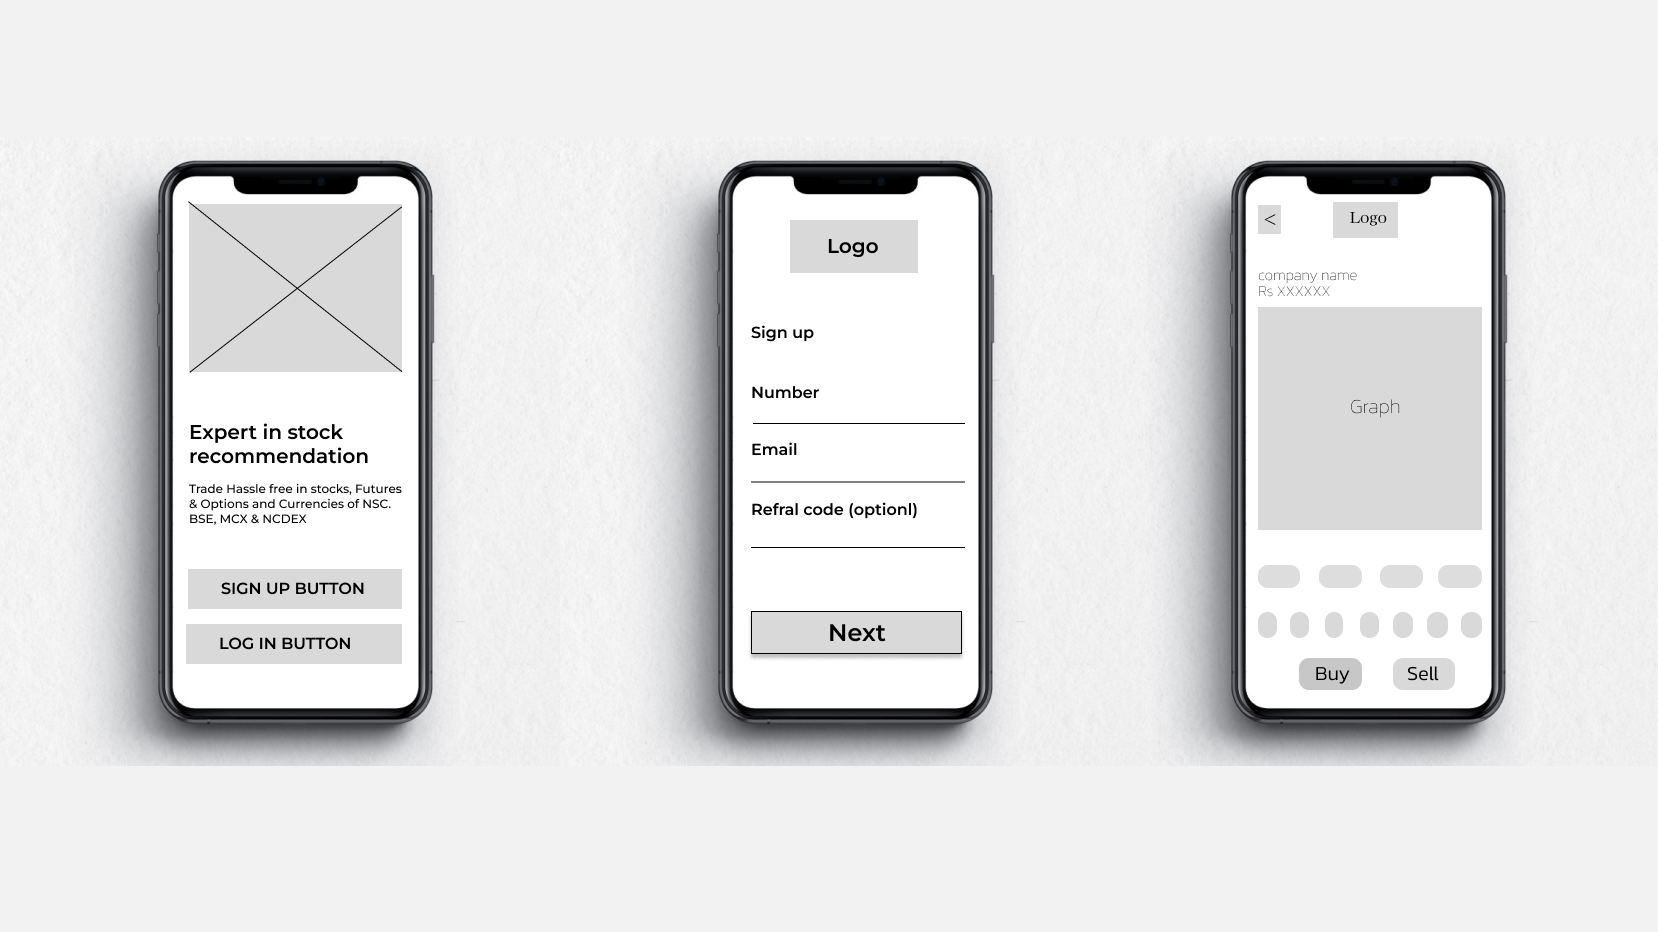 Expert in stock
recommendation
Trade Hassle free in stocks, Futures
& Options and Currencies of NSC.
BSE, MCX & NCDEX
SIGN UP BUTTON
LOG IN BUTTON
Logo
Sign up
Number
Email
Refral code (optionl)
Next
<
Logo
company name
Rs XXXXXX
Graph
Buy
Sell